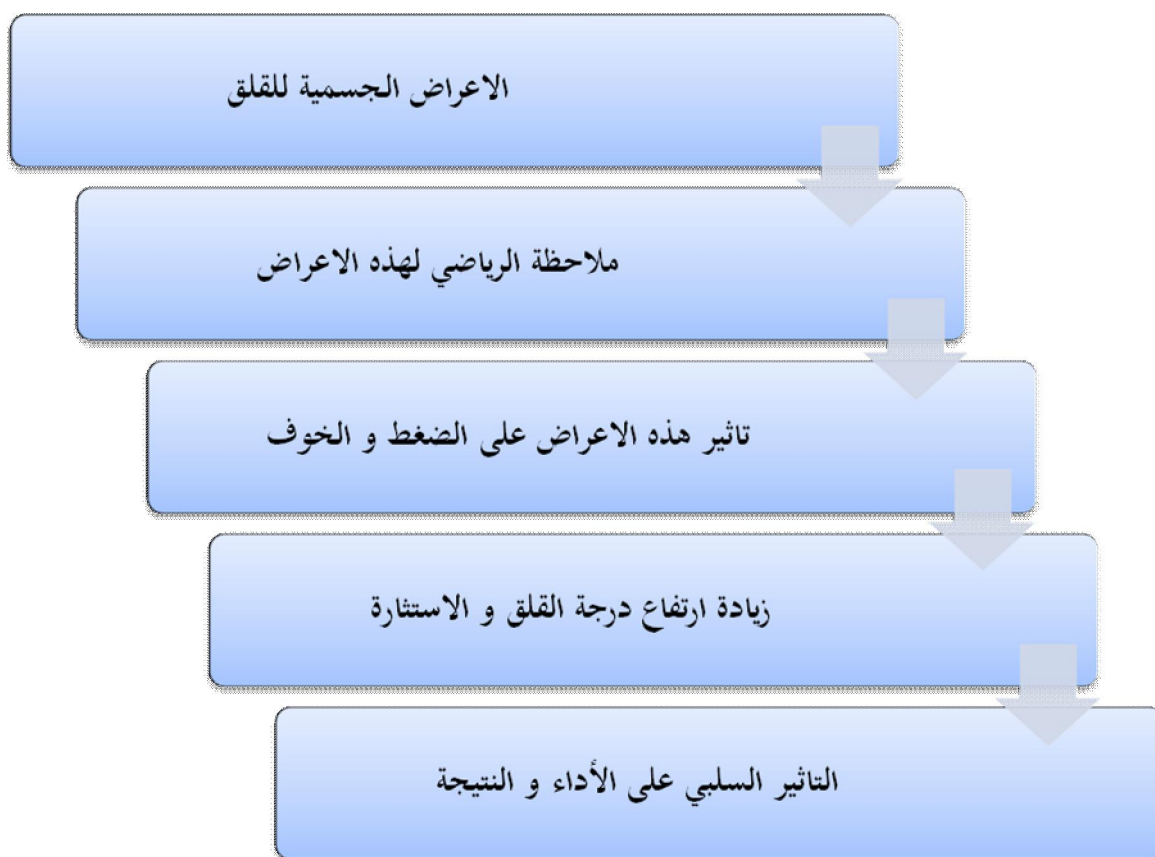 الاعراض الجسمية للقلق
ملاحظة الرياضي لهذه الاعراض
تاثير هذه الاعراض على الضغط و الخوف
زيادة ارتفاع درجة القلق و الاستثارة
التاثير السلبي على الأداء و النتيجة